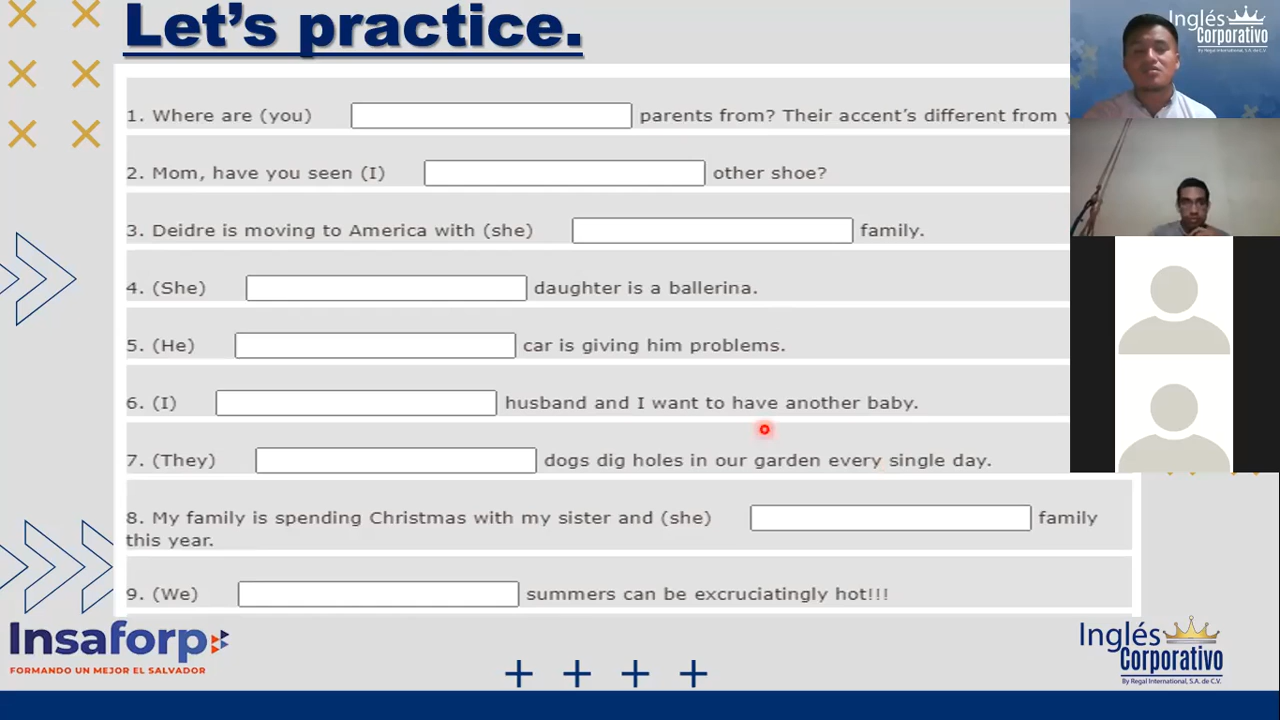 Let's practice.
Inglés
Corporativo
By Regal International, S.A. de C.V.
1. Where are (you) parents from? Their accent's different from
2. Mom, have you seen (I) other shoe?
3. Deidre is moving to America with (she) family.
4. (She) daughter is a ballerina.
5. (He) car is giving him problems.
6. (I) husband and I want to have another baby.
7. (They) dogs dig holes in our garden every single day.
8. My family is spending Christmas with my sister and (she) family
this year.
9. (We) summers can be excruciatingly hot!!!
Insaforp
FORMANDO UN MEJOR EL SALVADOR
Inglés
Corporativo
By Regal International, S.A. de C.V.